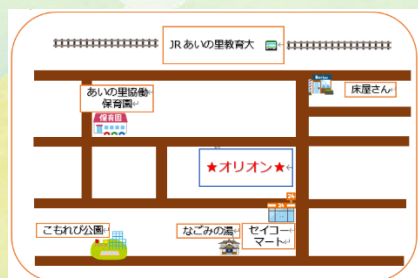 JRあいの里教育大
床屋さん
あいの里協働
保育園
保育園
★オリオン★
こもれび公園
なごみの湯
セイコー
マート